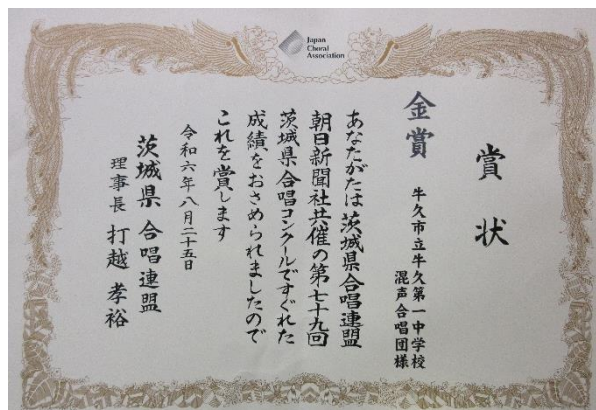 Japan
Choral
Association
賞状
金賞
牛久市立牛久第一中学校
混声合唱団様
あなたがたは茨城県合唱連盟
朝日新聞社共催の第七十九回
茨城県合唱コンクールですぐれた
成績をおさめられましたので
これを賞します
令和六年八月二十五日
茨城県合唱連盟
理事長 打越孝裕